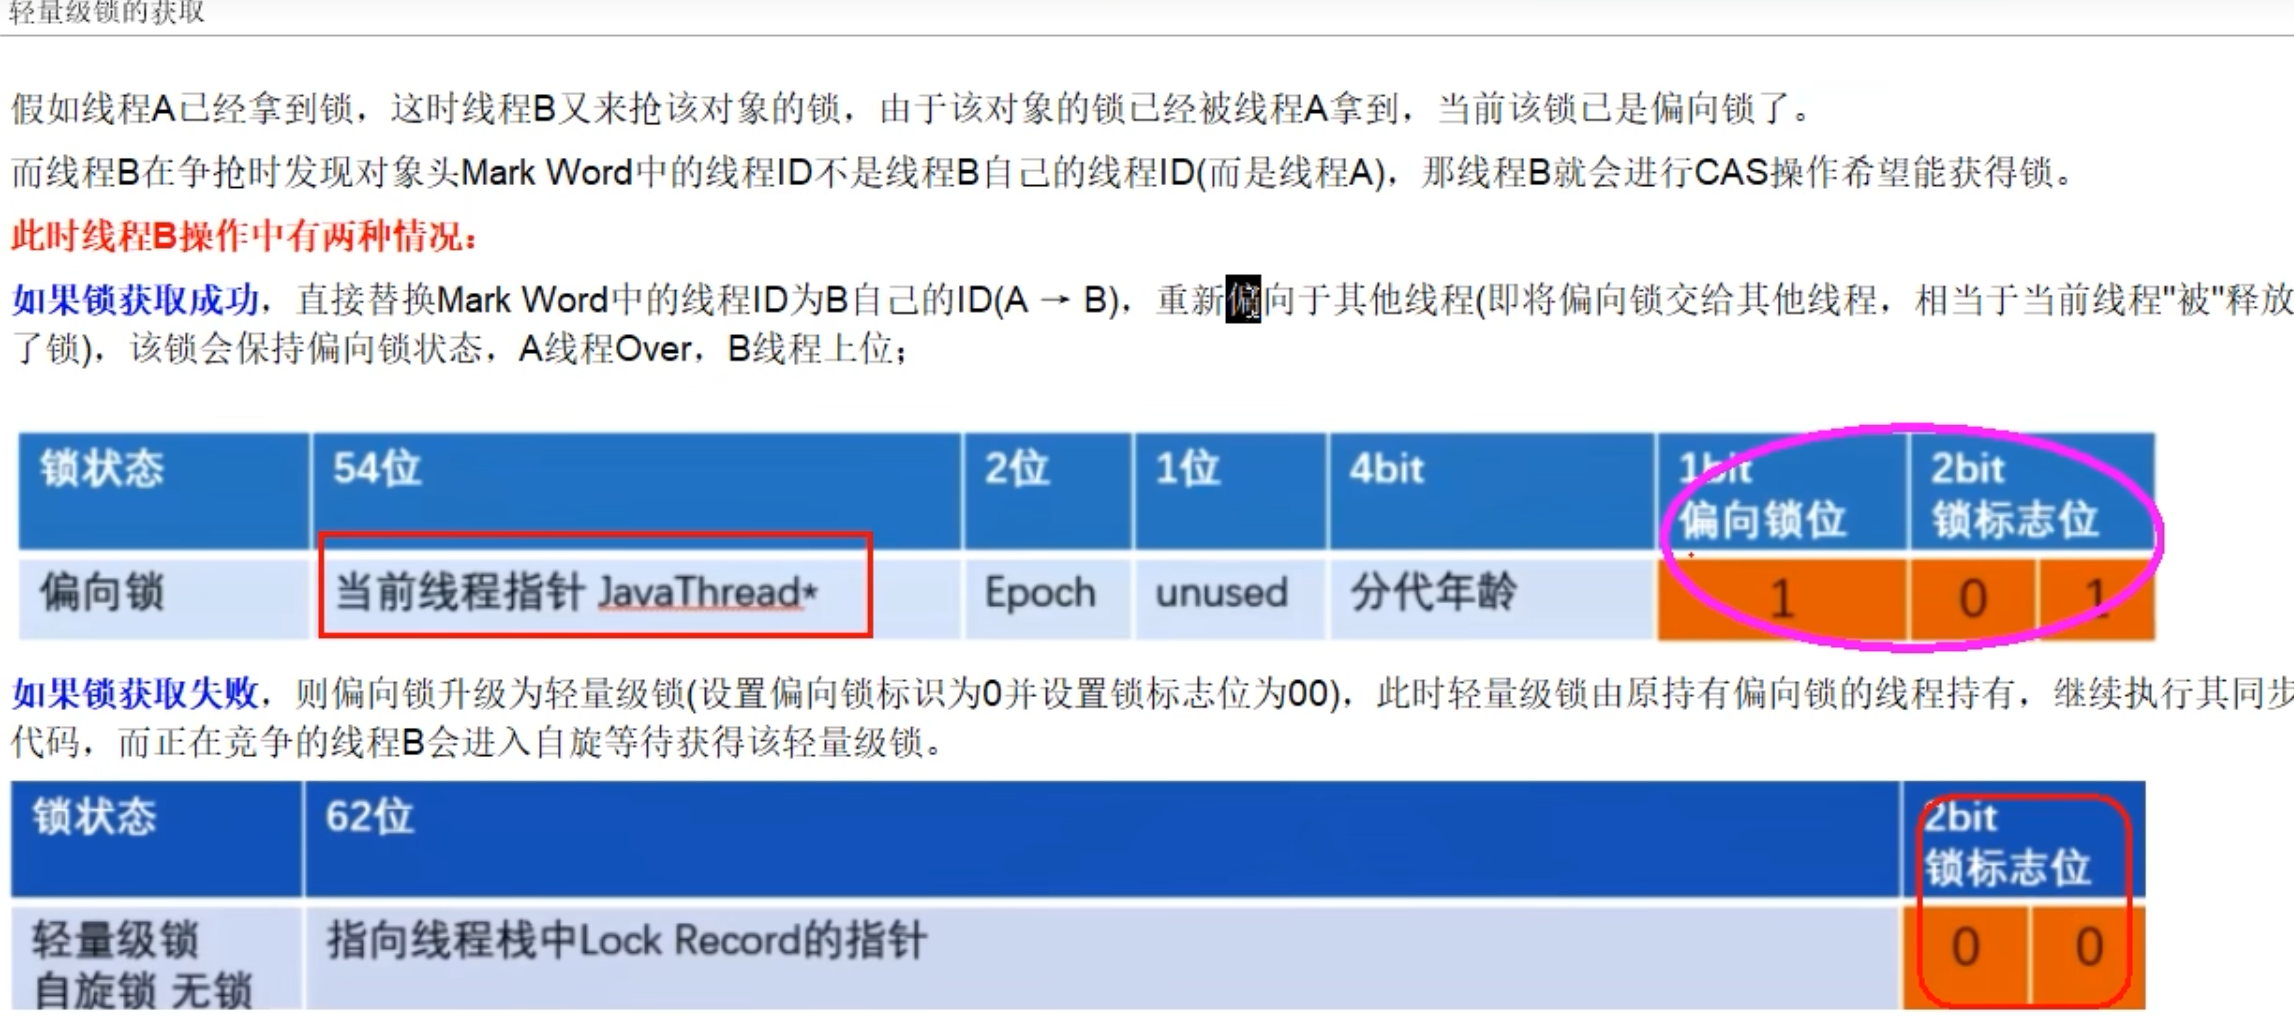 轻量级锁的获取
假如线程A已经拿到锁，这时线程B又来抢该对象的锁，由于该对象的锁已经被线程A拿到，当前该锁已是偏向锁了。
而线程B在争抢时发现对象头Mark Word中的线程ID不是线程B自己的线程ID(而是线程A)，那线程B就会进行CAS操作希望能获得锁。
此时线程B操作中有两种情况：
如果锁获取成功，直接替换Mark Word中的线程ID为B自己的ID(A → B)，重新偏向于其他线程(即将偏向锁交给其他线程，相当于当前线程"被"释放
了锁)，该锁会保持偏向锁状态，A线程Over，B线程上位；
锁状态 54位 2位 1位 4bit 1bit 2bit
偏向锁位 锁标志位
偏向锁 当前线程指针 JavaThread* Epoch unused 分代年龄 1 0 1
如果锁获取失败，则偏向锁升级为轻量级锁(设置偏向锁标识为0并设置锁标志位为00)，此时轻量级锁由原持有偏向锁的线程持有，继续执行其同步
代码，而正在竞争的线程B会进入自旋等待获得该轻量级锁。
锁状态 62位 2bit
锁标志位
轻量级锁 指向线程栈中Lock Record的指针 0 0
自旋锁 无锁